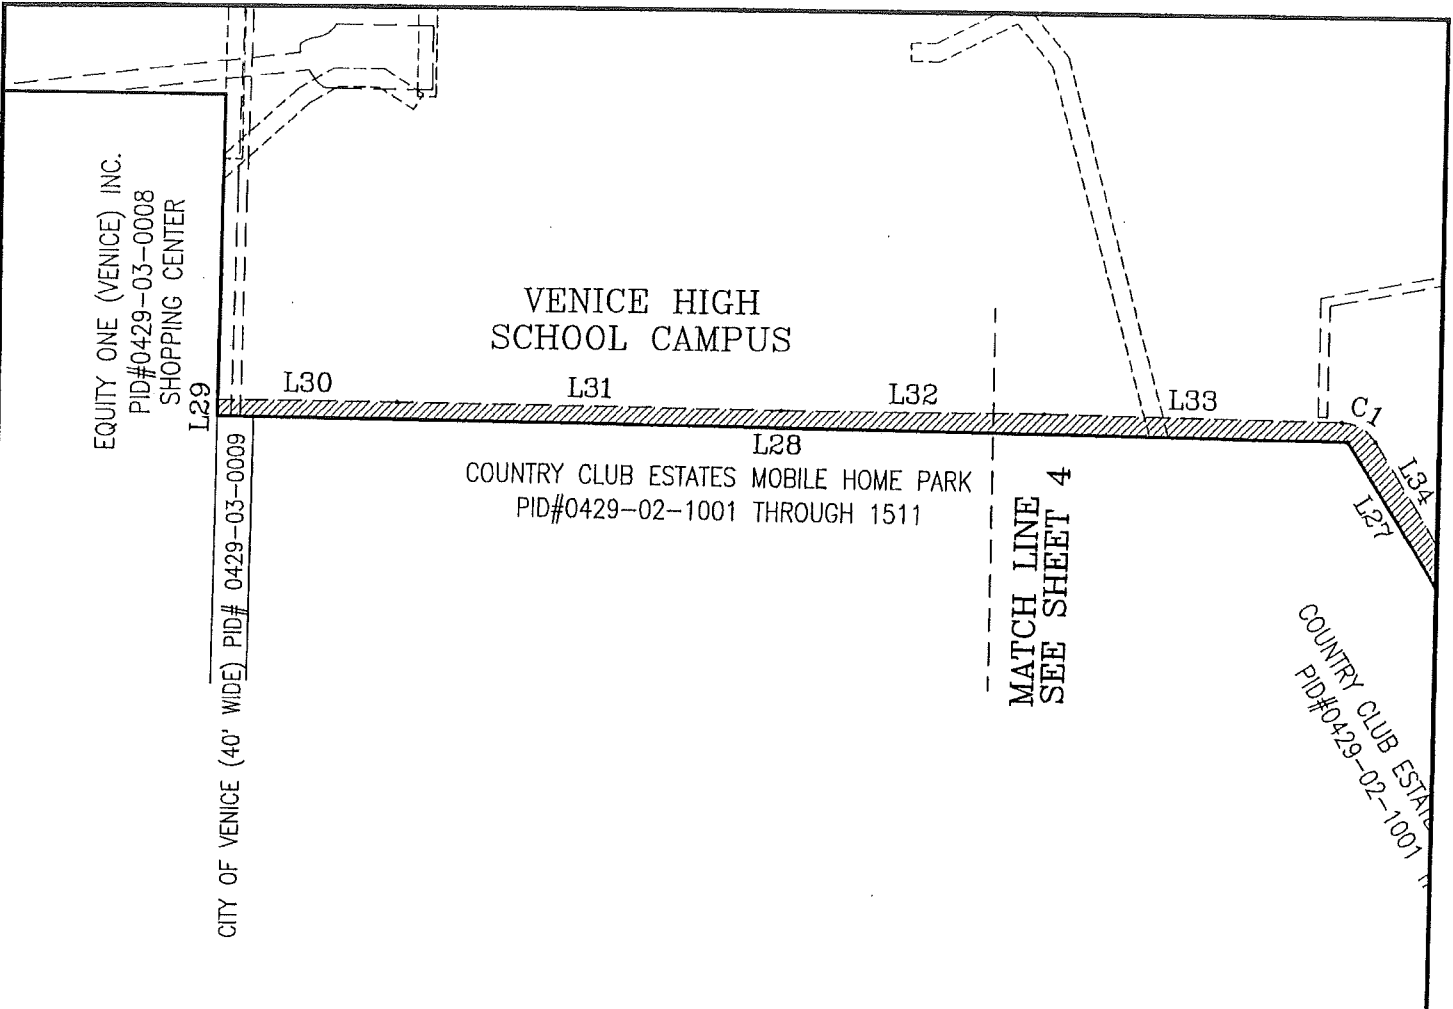 EQUITY ONE (VENICE) INC.
PID#0429-03-0008
SHOPPING CENTER
L29
VENICE HIGH
SCHOOL CAMPUS
L30
L31
L32
L33
C1
L34
L27
L28
COUNTRY CLUB ESTATES MOBILE HOME PARK
PID#0429-02-1001 THROUGH 1511
MATCH LINE
SEE SHEET 4
CITY OF VENICE (40' WIDE) PID# 0429-03-0009
COUNTRY CLUB
PID#0429-02-1001